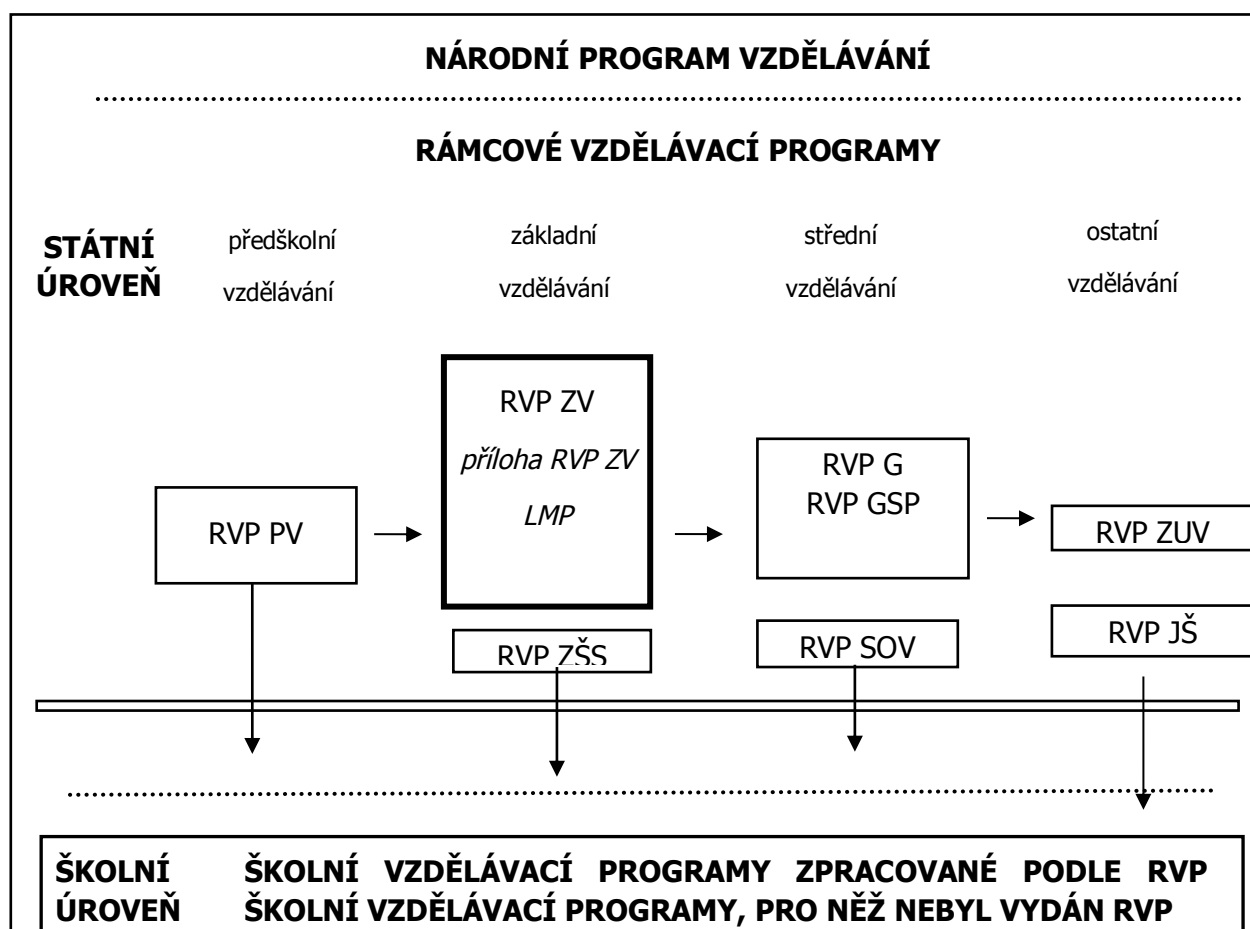 NÁRODNÍ PROGRAM VZDĚLÁVÁNÍ
RÁMCOVÉ VZDĚLÁVACÍ PROGRAMY
STÁTNÍ
ÚROVEŇ
předškolní
vzdělávání
základní
vzdělávání
střední
vzdělávání
ostatní
vzdělávání
RVP PV
RVP ZV
příloha RVP ZV
LMP
RVP ZŠS
RVP G
RVP GSP
RVP SOV
RVP ZUV
RVP JŠ
ŠKOLNÍ ŠKOLNÍ VZDĚLÁVACÍ PROGRAMY ZPRACOVANÉ PODLE RVP
ÚROVEŇ ŠKOLNÍ VZDĚLÁVACÍ PROGRAMY, PRO NĚŽ NEBYL VYDÁN RVP